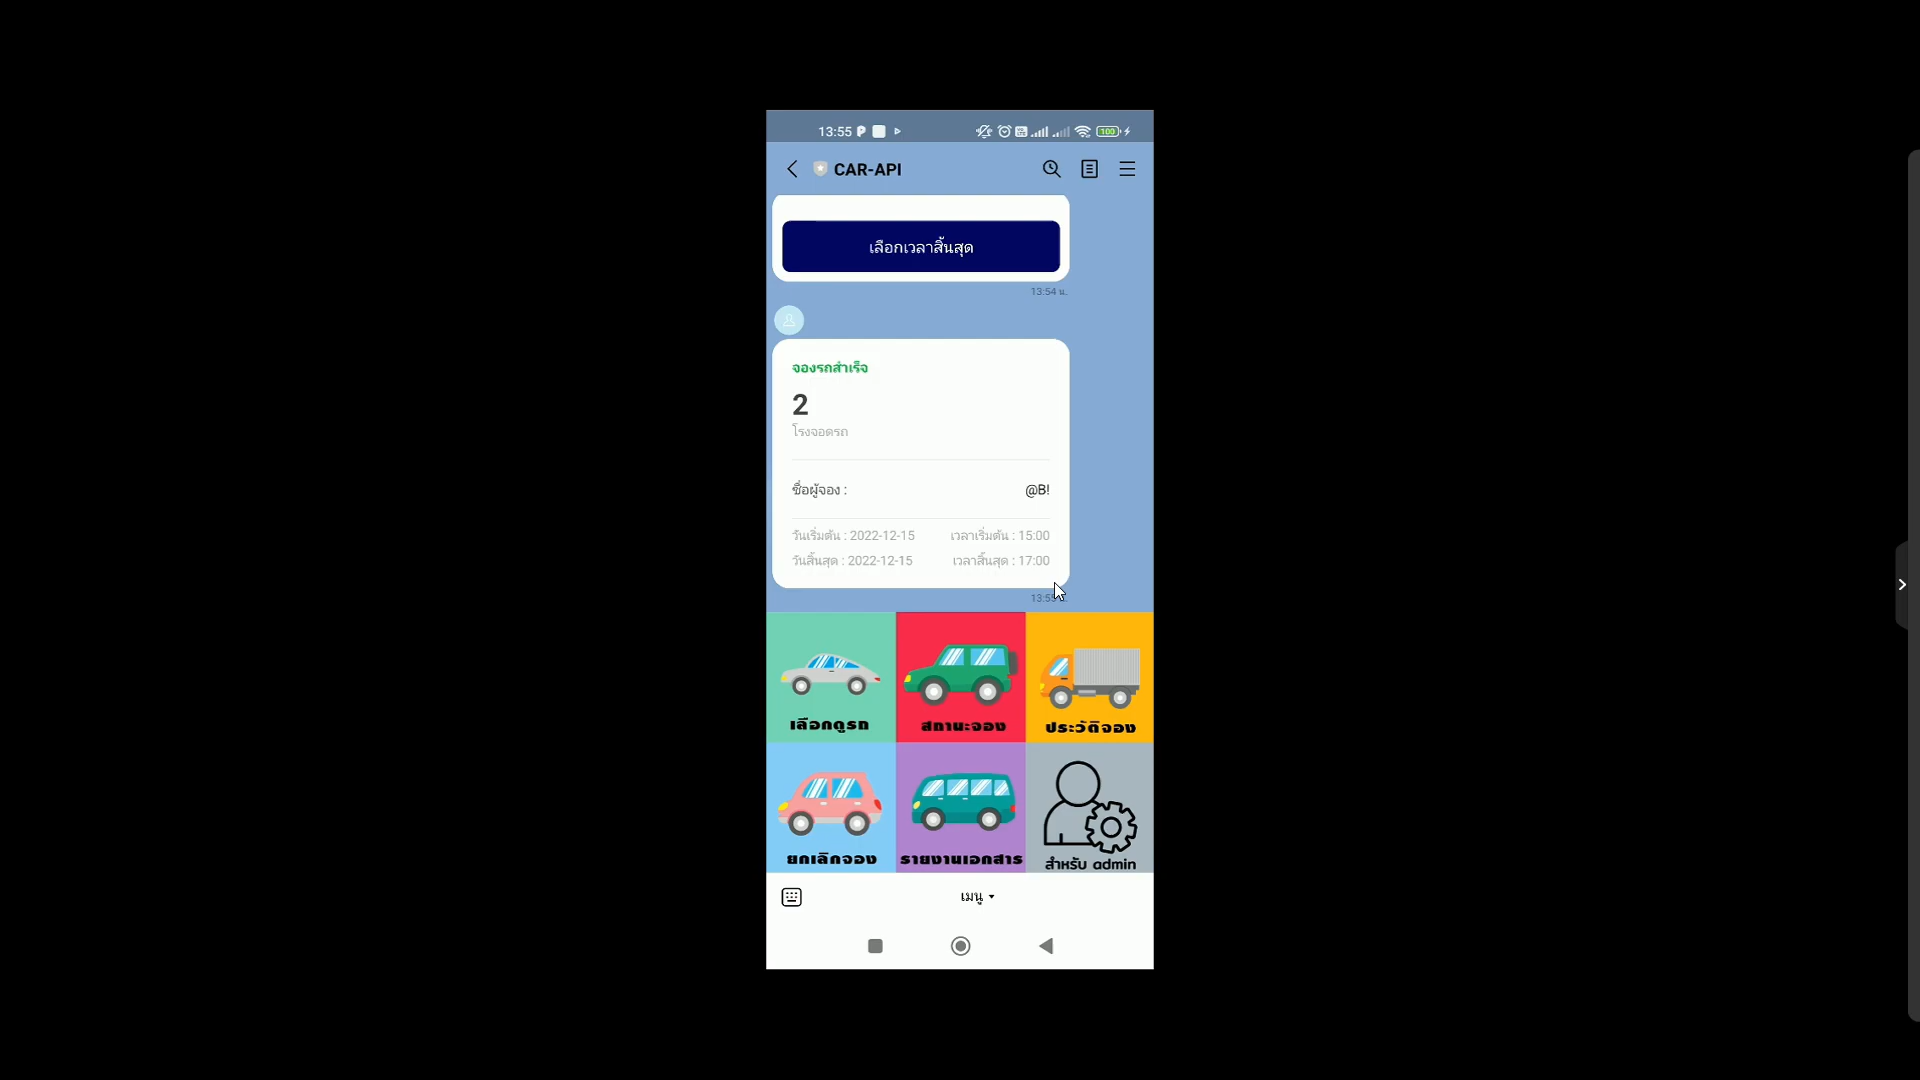 13:55
100
CAR-API
เลือกเวลาสิ้นสุด
13:54 น.
จองรถสำเร็จ
2
โรงจอดรถ
ชื่อผู้จอง : @B!
วันเริ่มต้น : 2022-12-15 เวลาเริ่มต้น : 15:00
วันสิ้นสุด : 2022-12-15 เวลาสิ้นสุด : 17:00
13:55
เลือกดูรถ สถานะจอง ประวัติจอง
ยกเลิกจอง รายงานเอกสาร สำหรับ admin
เมนู